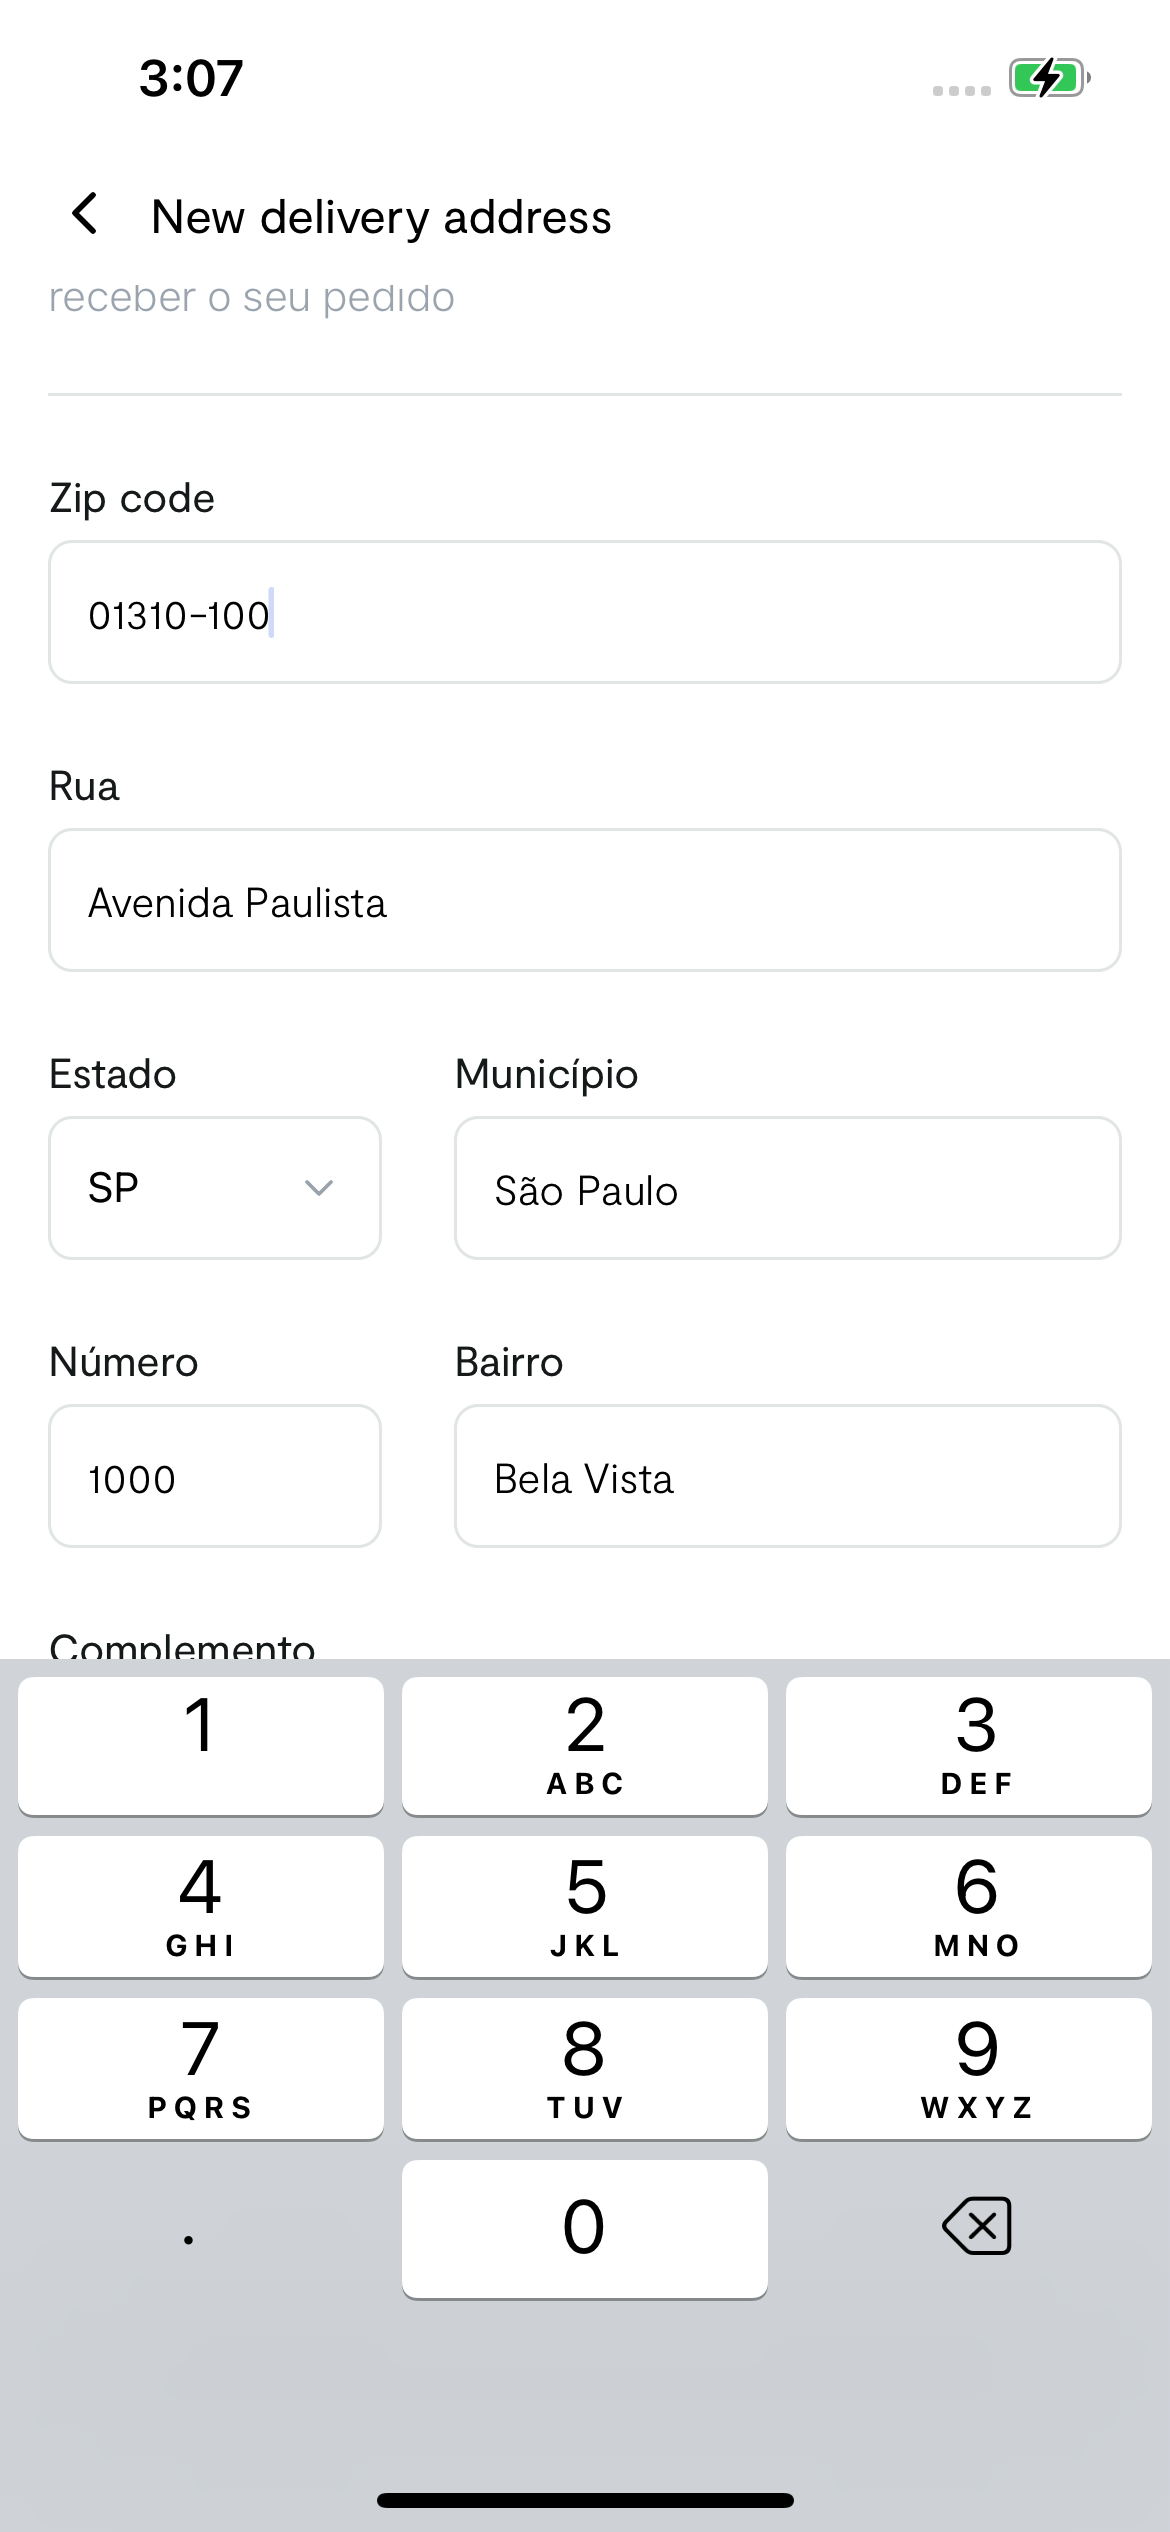 3:07
New delivery address
receber o seu pedido
Zip code
01310-100
Rua
Avenida Paulista
Estado
Município
SP
São Paulo
Número
Bairro
1000
Bela Vista
Complemento
1
2
3
ABC
DEF
4
5
6
GHI
JKL
MNO
7
8
9
PQRS
TUV
WXYZ
.
0